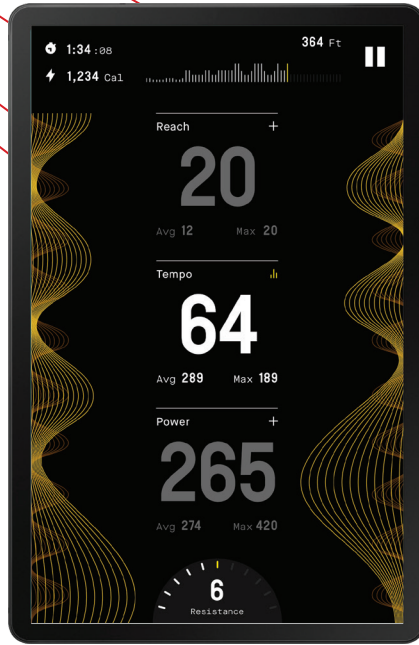 1:34:08
364 Ft
1,234 Cal
Reach +
20
Avg 12 Max 20
Tempo
64
Avg 289 Max 189
Power +
265
Avg 274 Max 420
6
Resistance